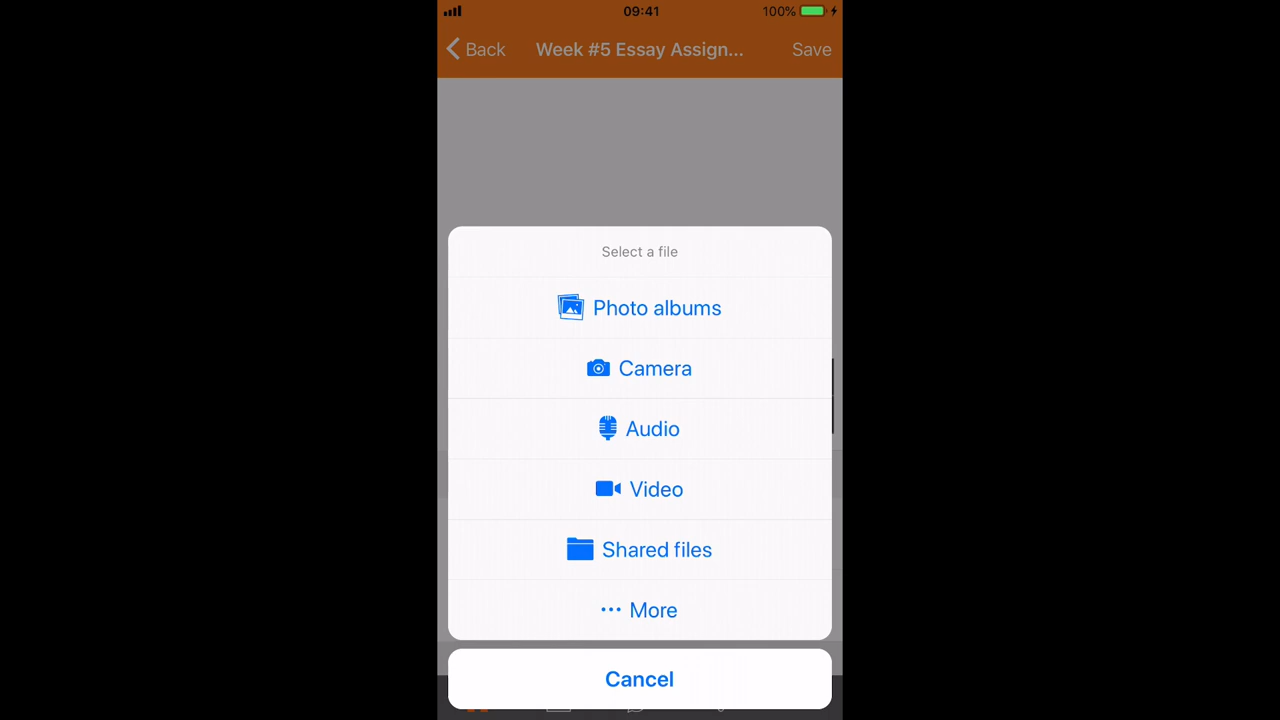 09:41
100%
Back
Week #5 Essay Assign...
Save
Select a file
Photo albums
Camera
Audio
Video
Shared files
More
Cancel